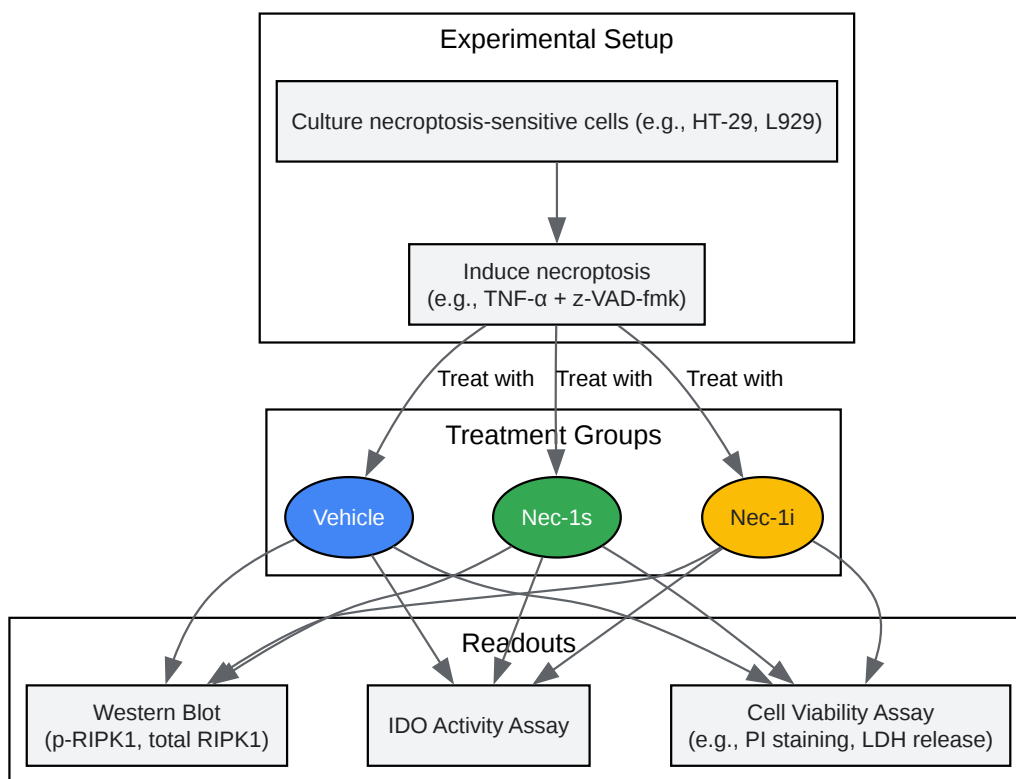 Experimental Setup
Culture necroptosis-sensitive cells (e.g., HT-29, L929)
Induce necroptosis
(e.g., TNF-α + z-VAD-fmk)
Treat with
Treat with
Treat with
Treatment Groups
Vehicle
Nec-1s
Nec-1i
Readouts
Western Blot
(p-RIPK1, total RIPK1)
IDO Activity Assay
Cell Viability Assay
(e.g., PI staining, LDH release)